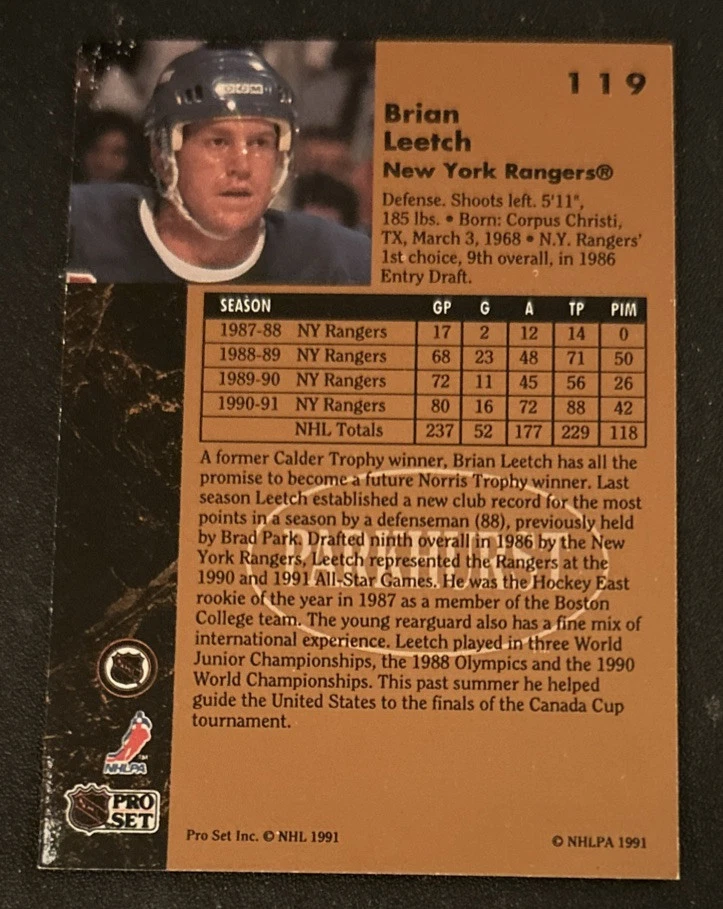 CCM
119
Brian
Leetch
New York Rangers®
Defense. Shoots left. 5'11",
185 lbs. • Born: Corpus Christi,
TX, March 3, 1968 • N.Y. Rangers'
1st choice, 9th overall, in 1986
Entry Draft.
SEASON GP G A TP PIM
1987-88 NY Rangers 17 2 12 14 0
1988-89 NY Rangers 68 23 48 71 50
1989-90 NY Rangers 72 11 45 56 26
1990-91 NY Rangers 80 16 72 88 42
NHL Totals 237 52 177 229 118
A former Calder Trophy winner, Brian Leetch has all the
promise to become a future Norris Trophy winner. Last
season Leetch established a new club record for the most
points in a season by a defenseman (88), previously held
by Brad Park. Drafted ninth overall in 1986 by the New
York Rangers, Leetch represented the Rangers at the
1990 and 1991 All-Star Games. He was the Hockey East
rookie of the year in 1987 as a member of the Boston
College team. The young rearguard also has a fine mix of
international experience. Leetch played in three World
Junior Championships, the 1988 Olympics and the 1990
World Championships. This past summer he helped
guide the United States to the finals of the Canada Cup
tournament.
PARKHURST
NHLPA
TM
PRO
SET
Pro Set Inc. © NHL 1991
© NHLPA 1991